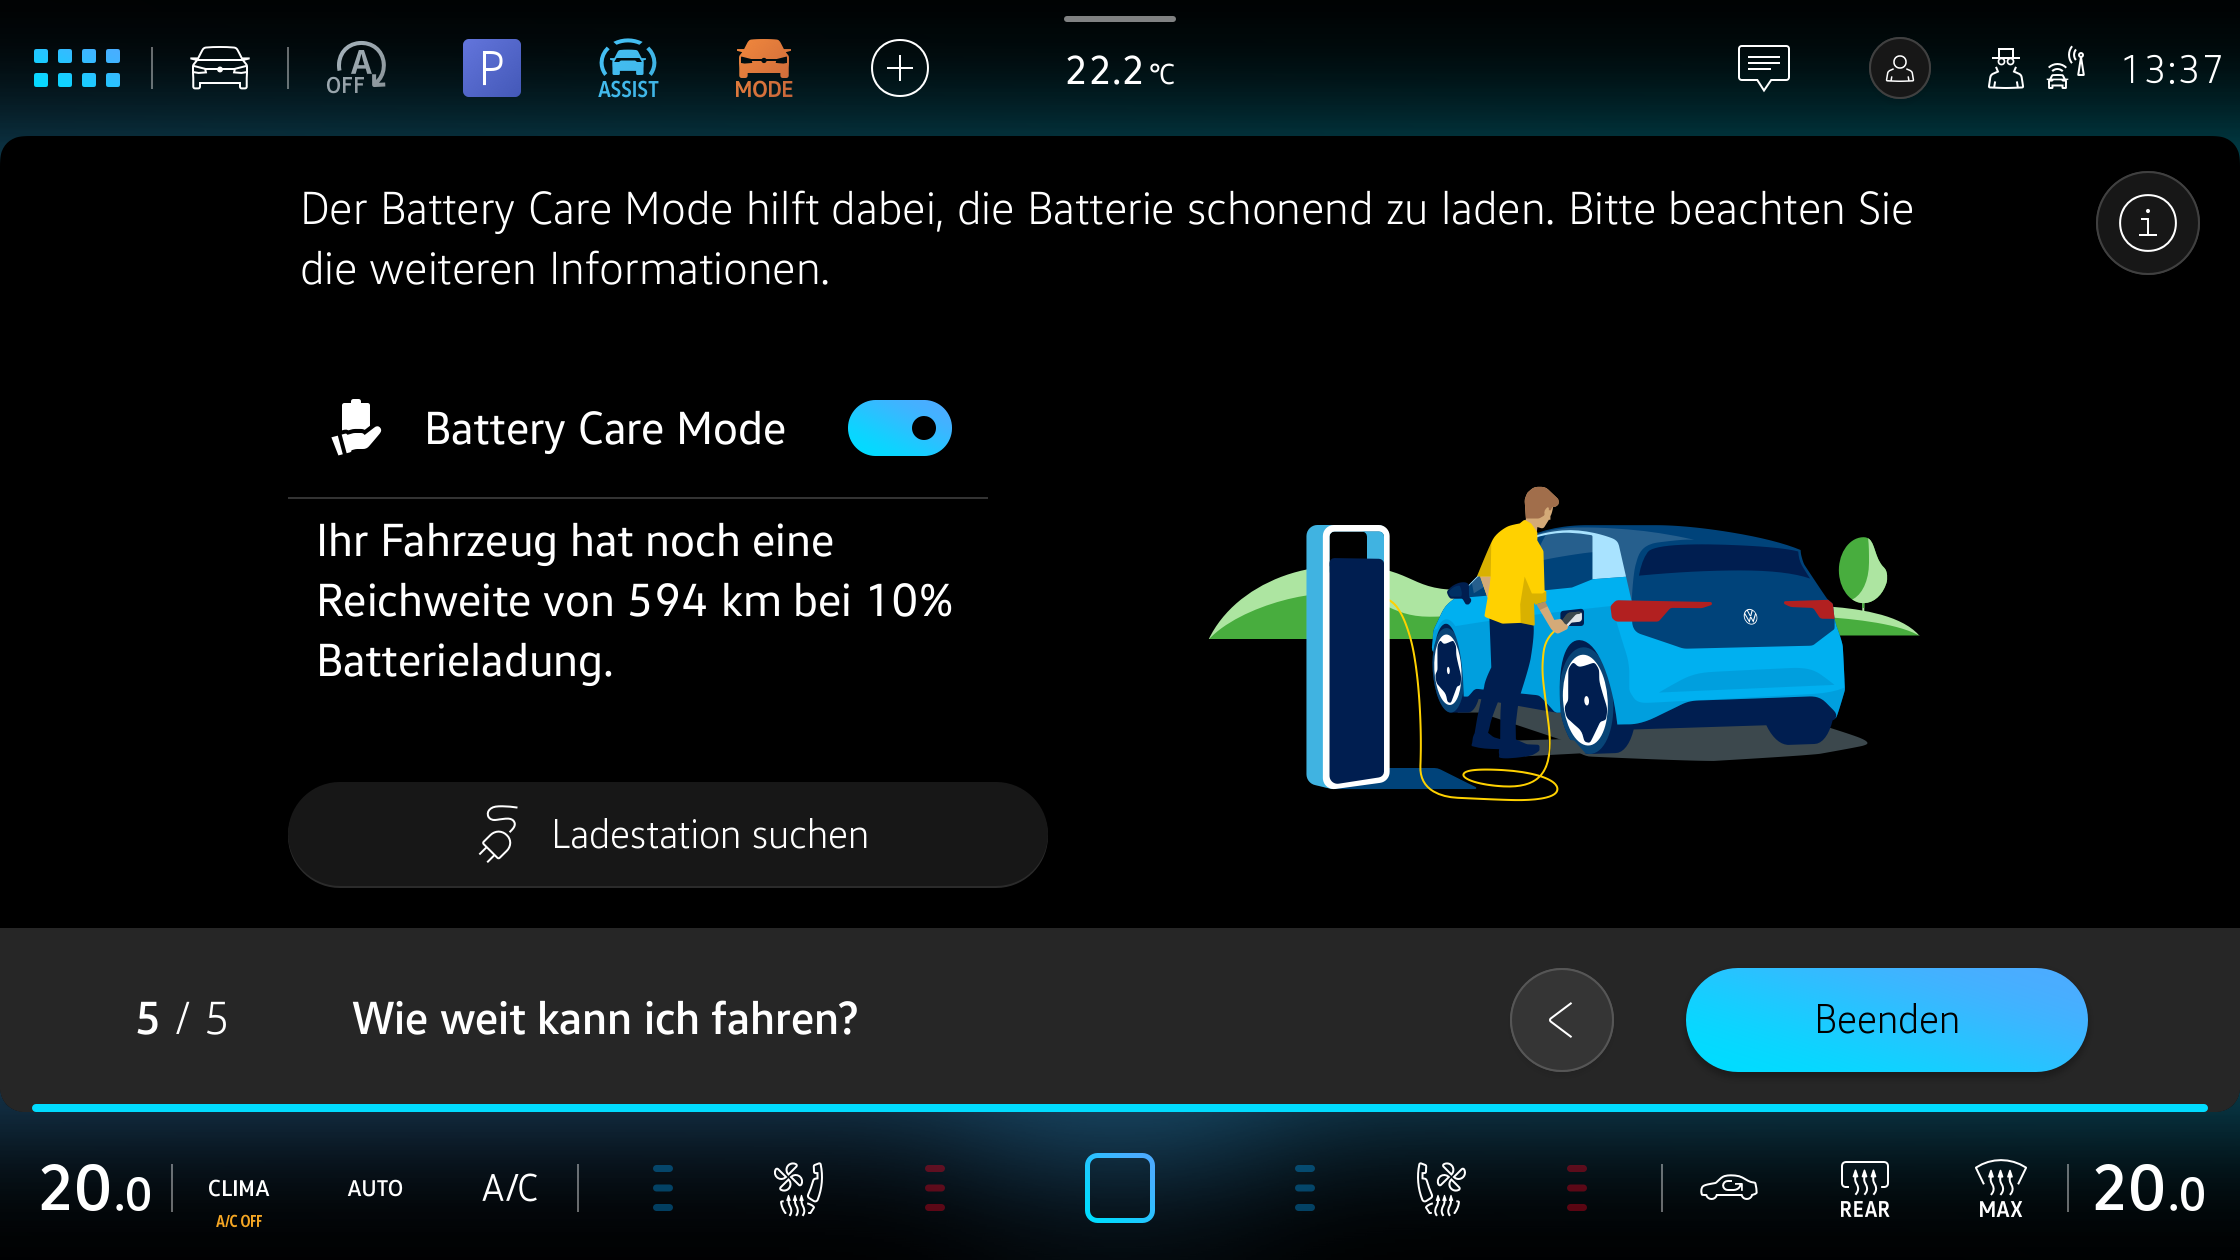 A
OFF
P
ASSIST
MODE
22.2 °C
13:37
Der Battery Care Mode hilft dabei, die Batterie schonend zu laden. Bitte beachten Sie
die weiteren Informationen.
i
Battery Care Mode
Ihr Fahrzeug hat noch eine
Reichweite von 594 km bei 10%
Batterieladung.
Ladestation suchen
5 / 5
Wie weit kann ich fahren?
Beenden
20.0
CLIMA
A/C OFF
AUTO
A/C
REAR
MAX
20.0